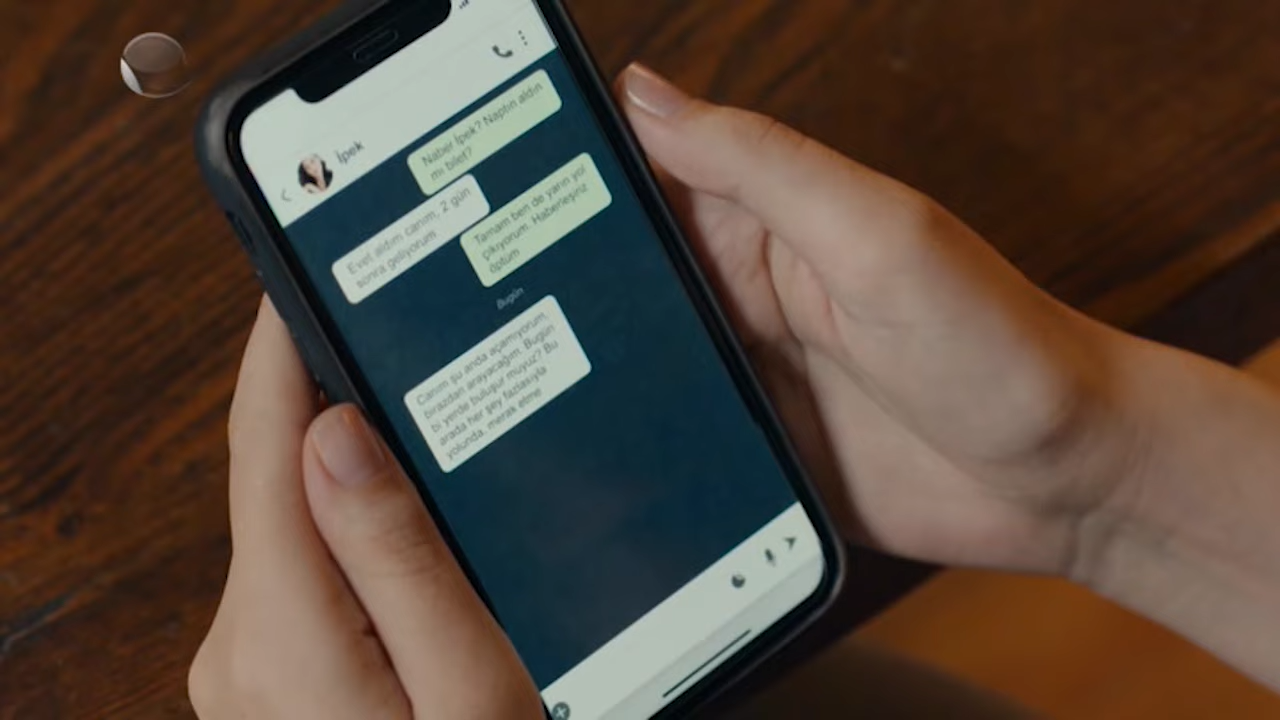 İpek
Naber İpek? Naptın aldın
mı bilet?
Evet aldım canım, 2 gün
sonra geliyorum
Tamam ben de yarın yol
çıkıyorum. Haberleşiriz
öptüm
Bugün
Canım şu anda açamıyorum,
birazdan arayacağım. Bugün
bi yerde buluşur muyuz? Bu
arada her şey fazlasıyla
yolunda, merak etme